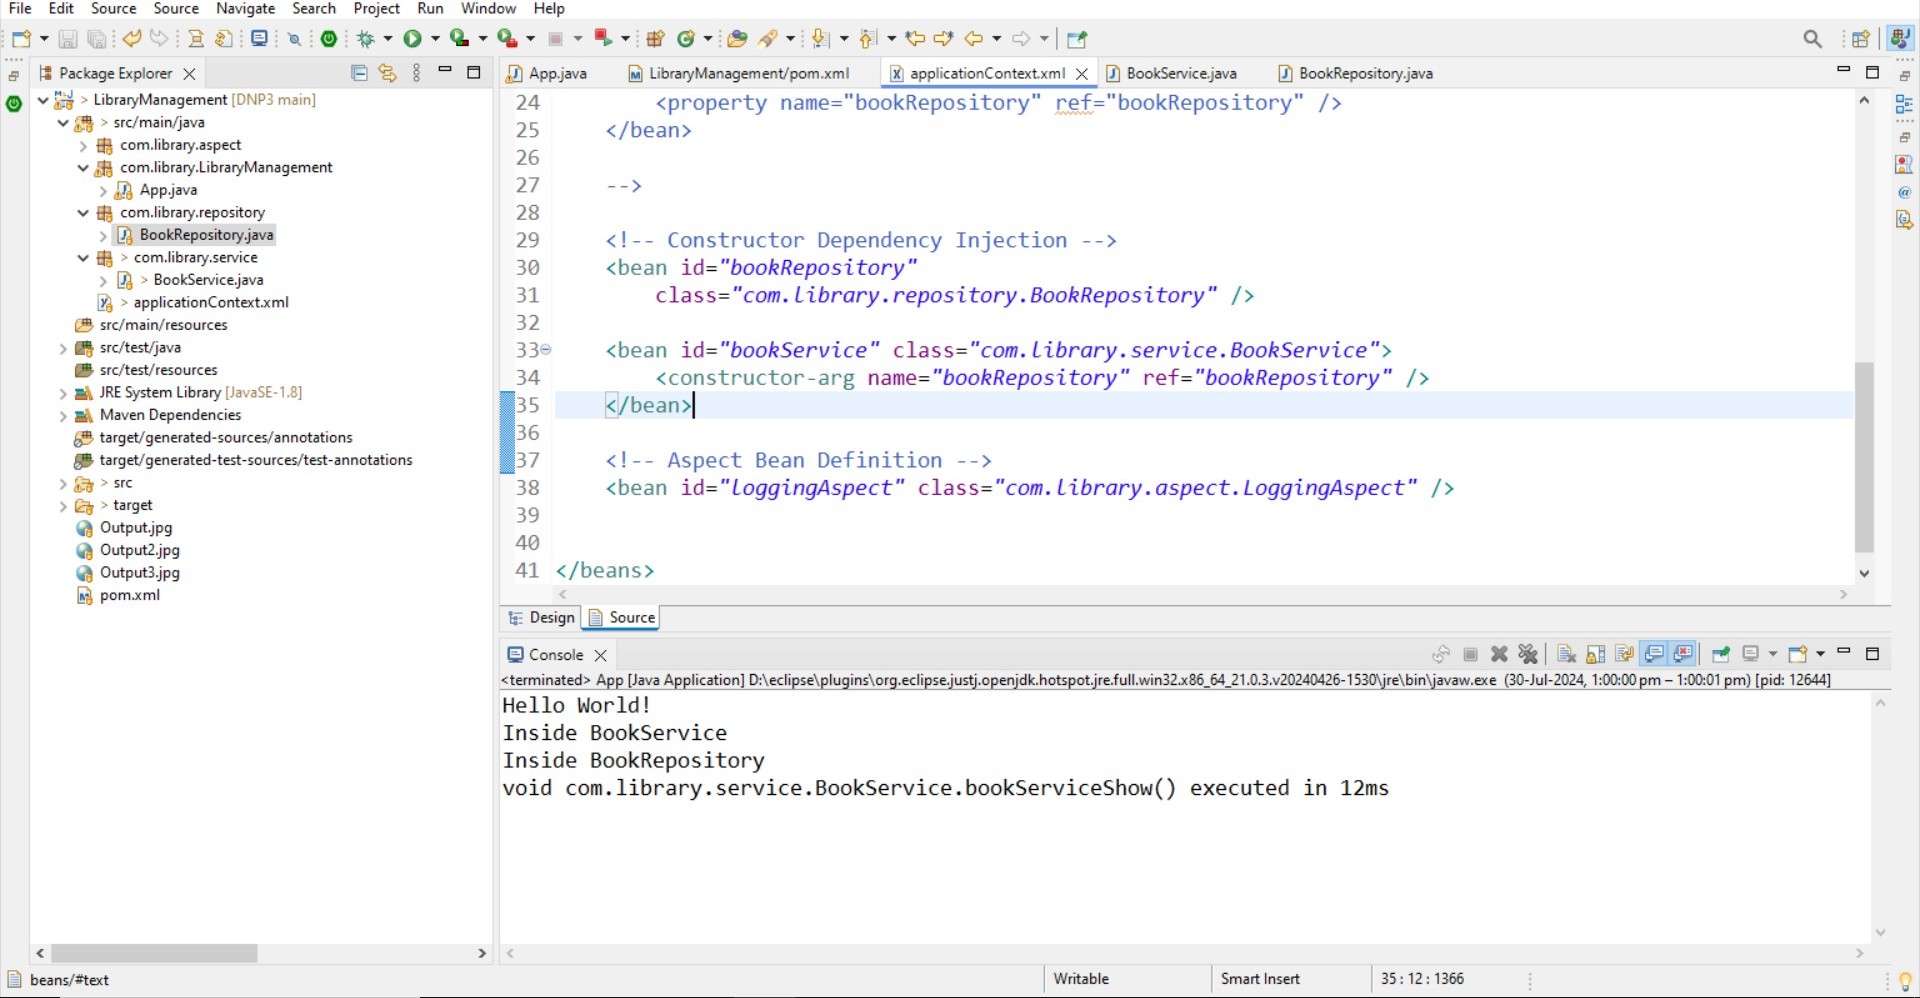 File Edit Source Source Navigate Search Project Run Window Help
Package Explorer
LibraryManagement [DNP3 main]
src/main/java
com.library.aspect
com.library.LibraryManagement
App.java
com.library.repository
BookRepository.java
com.library.service
BookService.java
applicationContext.xml
src/main/resources
src/test/java
src/test/resources
JRE System Library [JavaSE-1.8]
Maven Dependencies
target/generated-sources/annotations
target/generated-test-sources/test-annotations
src
target
Output.jpg
Output2.jpg
Output3.jpg
pom.xml
App.java LibraryManagement/pom.xml applicationContext.xml BookService.java BookRepository.java
24 <property name="bookRepository" ref="bookRepository" />
25 </bean>
26
27 -->
28
29 <!-- Constructor Dependency Injection -->
30 <bean id="bookRepository"
31 class="com.library.repository.BookRepository" />
32
33 <bean id="bookService" class="com.library.service.BookService">
34 <constructor-arg name="bookRepository" ref="bookRepository" />
35 </bean>
36
37 <!-- Aspect Bean Definition -->
38 <bean id="loggingAspect" class="com.library.aspect.LoggingAspect" />
39
40
41 </beans>
Design Source
Console
<terminated> App [Java Application] D:\eclipse\plugins\org.eclipse.justj.openjdk.hotspot.jre.full.win32.x86_64_21.0.3.v20240426-1530\jre\bin\javaw.exe (30-Jul-2024, 1:00:00 pm – 1:00:01 pm) [pid: 12644]
Hello World!
Inside BookService
Inside BookRepository
void com.library.service.BookService.bookServiceShow() executed in 12ms
beans/#text Writable Smart Insert 35 : 12 : 1366